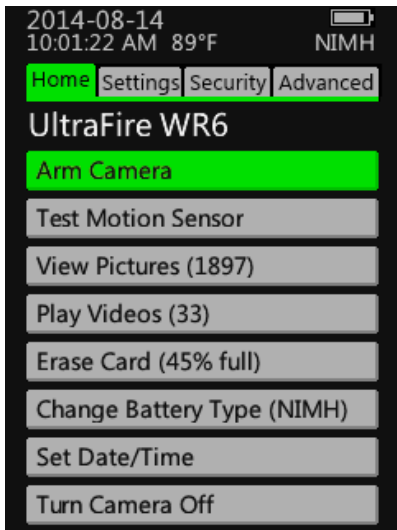 2014-08-14
10:01:22 AM 89°F NIMH
Home Settings Security Advanced
UltraFire WR6
Arm Camera
Test Motion Sensor
View Pictures (1897)
Play Videos (33)
Erase Card (45% full)
Change Battery Type (NIMH)
Set Date/Time
Turn Camera Off